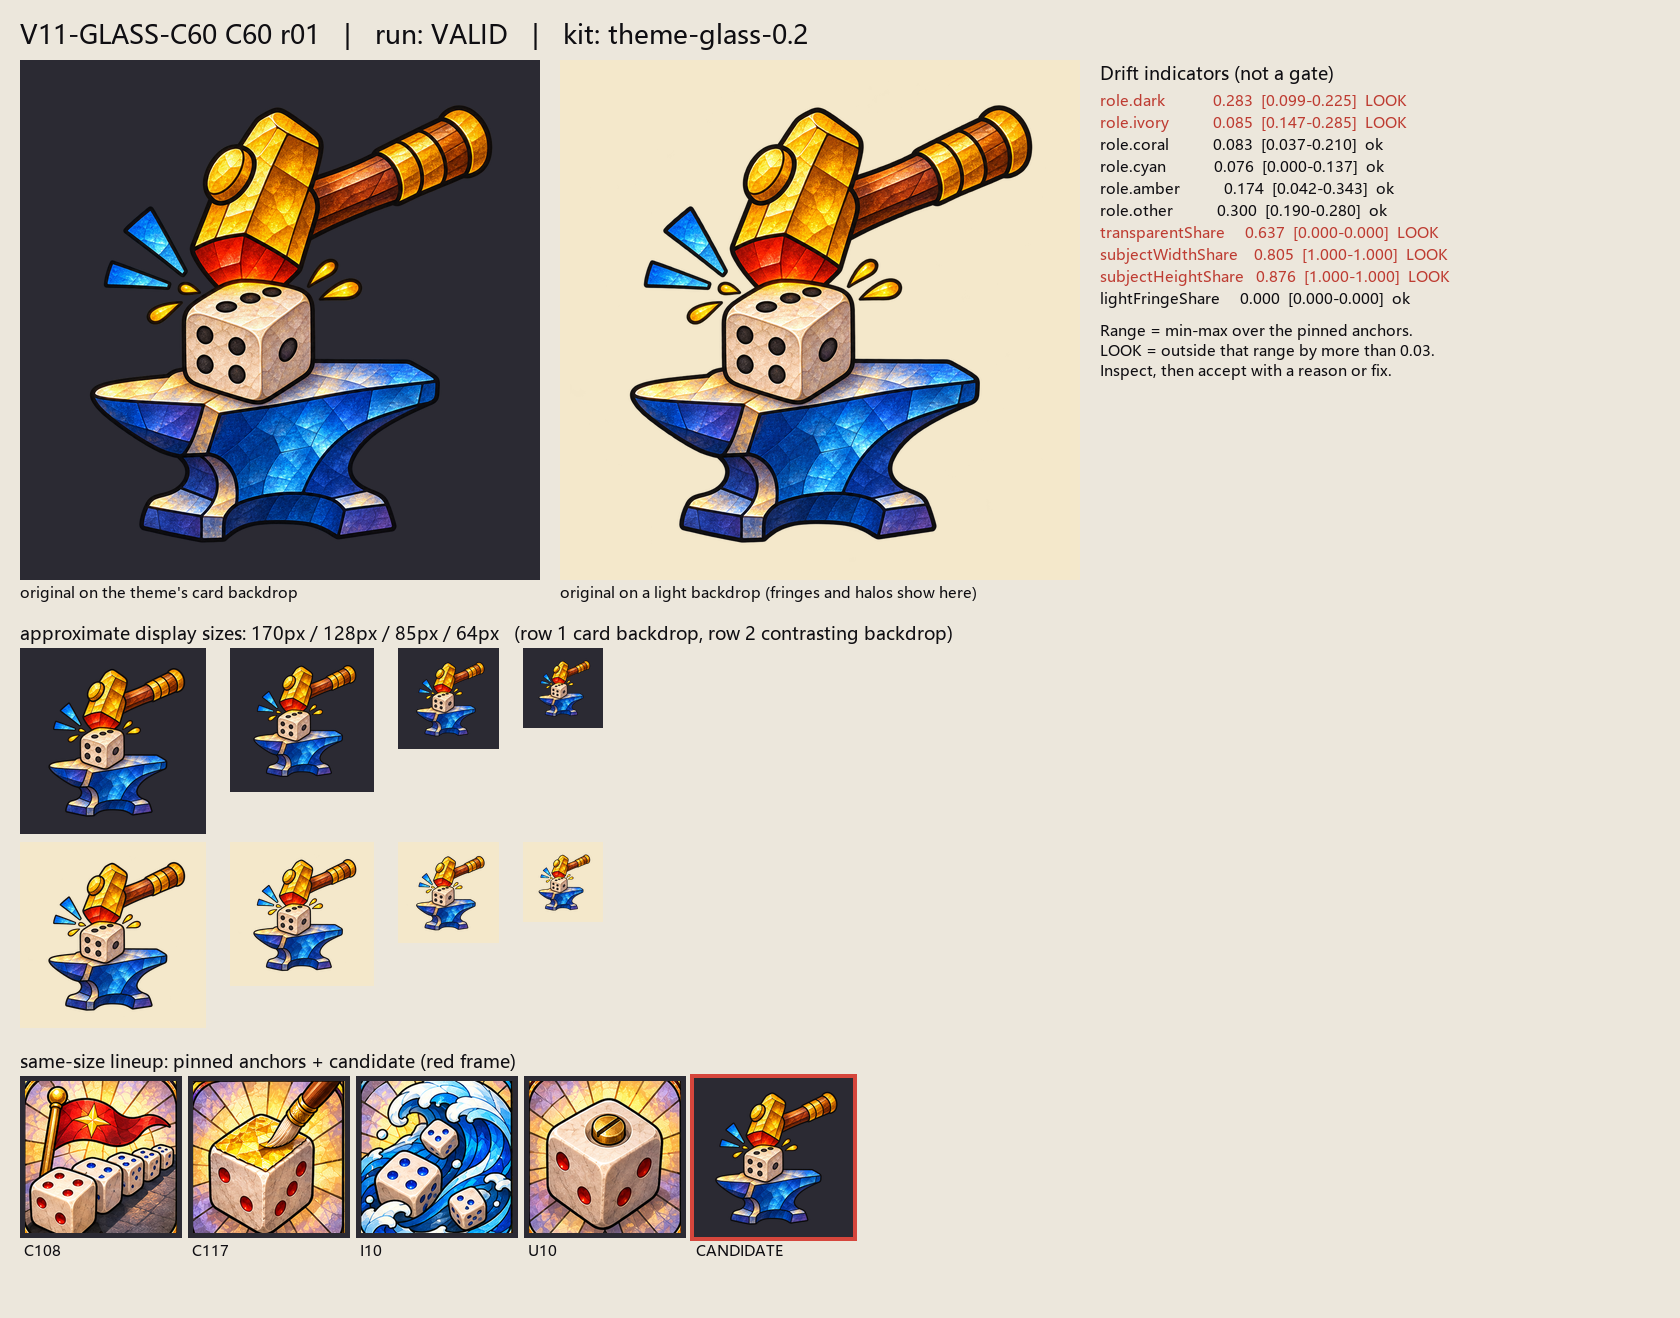 V11-GLASS-C60 C60 r01 | run: VALID | kit: theme-glass-0.2
original on the theme's card backdrop
original on a light backdrop (fringes and halos show here)
Drift indicators (not a gate)
role.dark 0.283 [0.099-0.225] LOOK
role.ivory 0.085 [0.147-0.285] LOOK
role.coral 0.083 [0.037-0.210] ok
role.cyan 0.076 [0.000-0.137] ok
role.amber 0.174 [0.042-0.343] ok
role.other 0.300 [0.190-0.280] ok
transparentShare 0.637 [0.000-0.000] LOOK
subjectWidthShare 0.805 [1.000-1.000] LOOK
subjectHeightShare 0.876 [1.000-1.000] LOOK
lightFringeShare 0.000 [0.000-0.000] ok
Range = min-max over the pinned anchors.
LOOK = outside that range by more than 0.03.
Inspect, then accept with a reason or fix.
approximate display sizes: 170px / 128px / 85px / 64px (row 1 card backdrop, row 2 contrasting backdrop)
same-size lineup: pinned anchors + candidate (red frame)
C108
C117
I10
U10
CANDIDATE